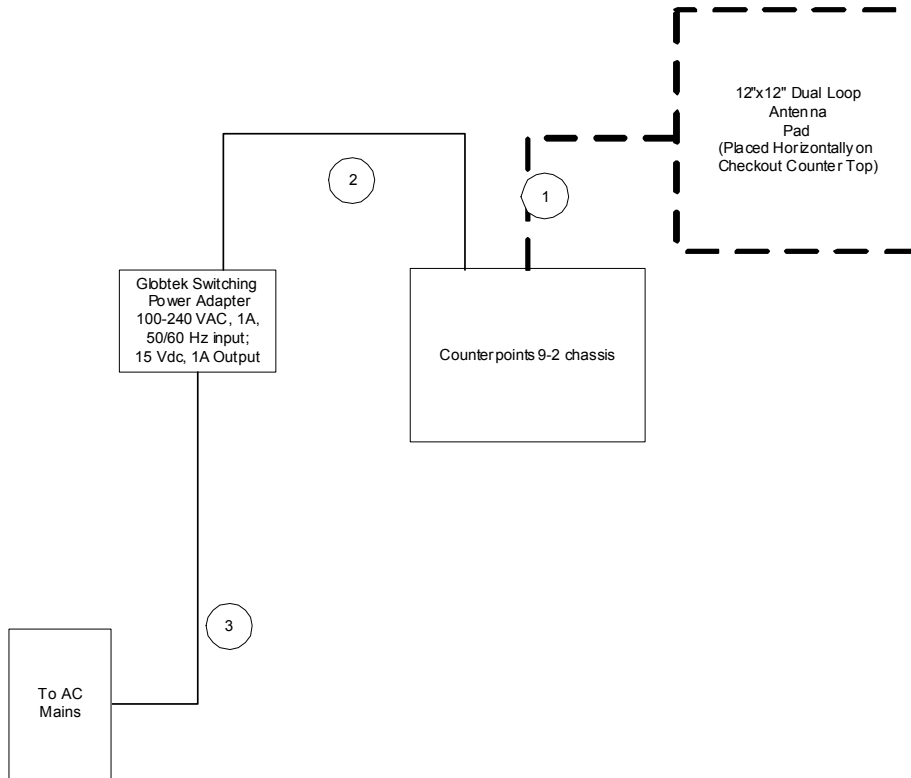 12"x12" Dual Loop
Antenna
Pad
(Placed Horizontally on
Checkout Counter Top)
2
1
Globtek Switching
Power Adapter
100-240 VAC, 1A,
50/60 Hz input;
15 Vdc, 1A Output
Counterpoints 9-2 chassis
3
To AC
Mains